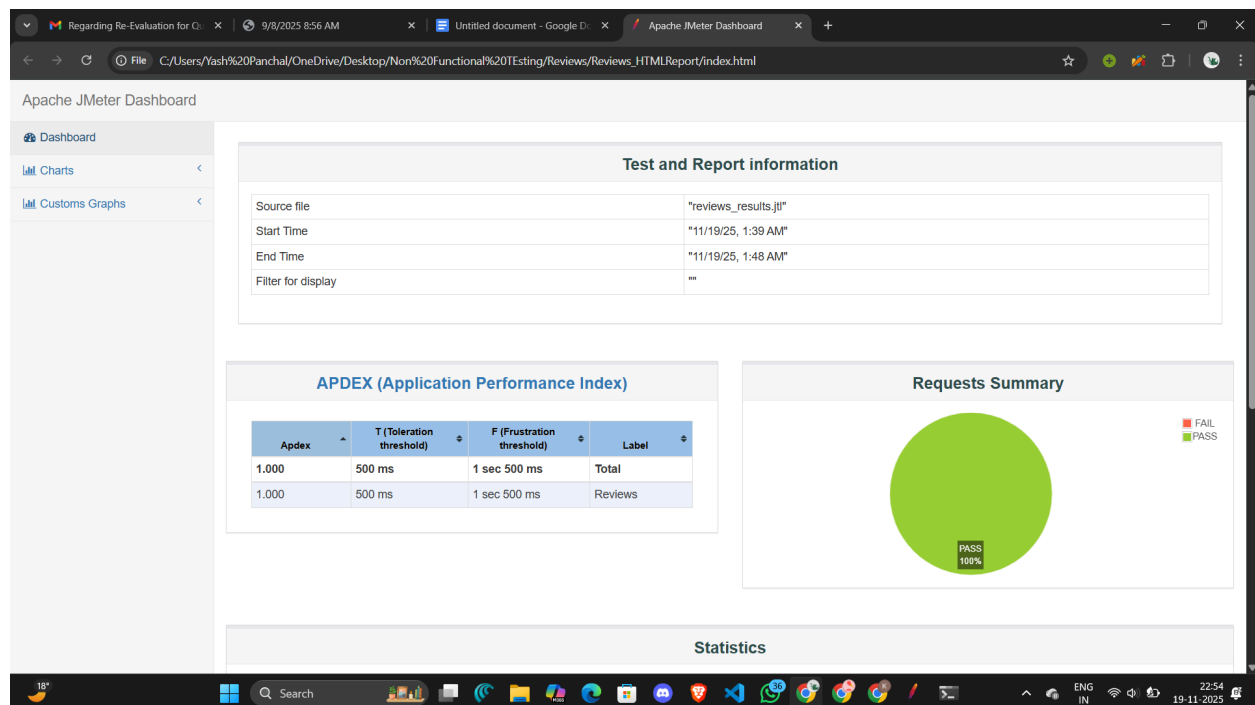 Regarding Re-Evaluation for Qu
9/8/2025 8:56 AM
Untitled document - Google Do
Apache JMeter Dashboard
File
C:/Users/Yash%20Panchal/OneDrive/Desktop/Non%20Functional%20TEsting/Reviews/Reviews_HTMLReport/index.html
Apache JMeter Dashboard
Dashboard
Charts
Customs Graphs
Test and Report information
Source file "reviews_results.jtl"
Start Time "11/19/25, 1:39 AM"
End Time "11/19/25, 1:48 AM"
Filter for display ""
APDEX (Application Performance Index)
Apdex T (Toleration threshold) F (Frustration threshold) Label
1.000 500 ms 1 sec 500 ms Total
1.000 500 ms 1 sec 500 ms Reviews
Requests Summary
FAIL
PASS
PASS
100%
Statistics
18°
Search
36
ENG
IN
22:54
19-11-2025